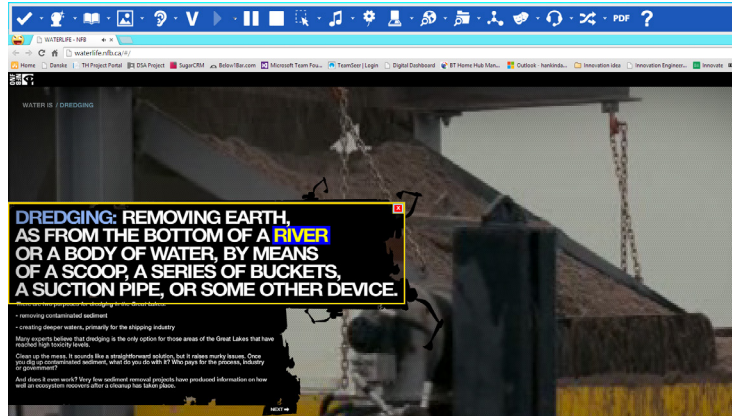 PDF
WATERLIFE - NFB
waterlife.nfb.ca/#/
Home Danske TH Project Portal DSA Project SugarCRM Below1Bar.com Microsoft Team Fou... TeamSeer | Login Digital Dashboard BT Home Hub Man... Outlook - hankinda... Innovation idea Innovation Engineer... Innovate
WATER IS / DREDGING
DREDGING: REMOVING EARTH,
AS FROM THE BOTTOM OF A RIVER
OR A BODY OF WATER, BY MEANS
OF A SCOOP, A SERIES OF BUCKETS,
A SUCTION PIPE, OR SOME OTHER DEVICE.
There are two purposes for dredging in the Great Lakes:
- removing contaminated sediment
- creating deeper waters, primarily for the shipping industry
Many experts believe that dredging is the only option for those areas of the Great Lakes that have
reached high toxicity levels.
Clean up the mess. It sounds like a straightforward solution, but it raises murky issues. Once
you dig up contaminated sediment, what do you do with it? Who pays for the process, industry
or government?
And does it even work? Very few sediment removal projects have produced information on how
well an ecosystem recovers after a cleanup has taken place.
NEXT